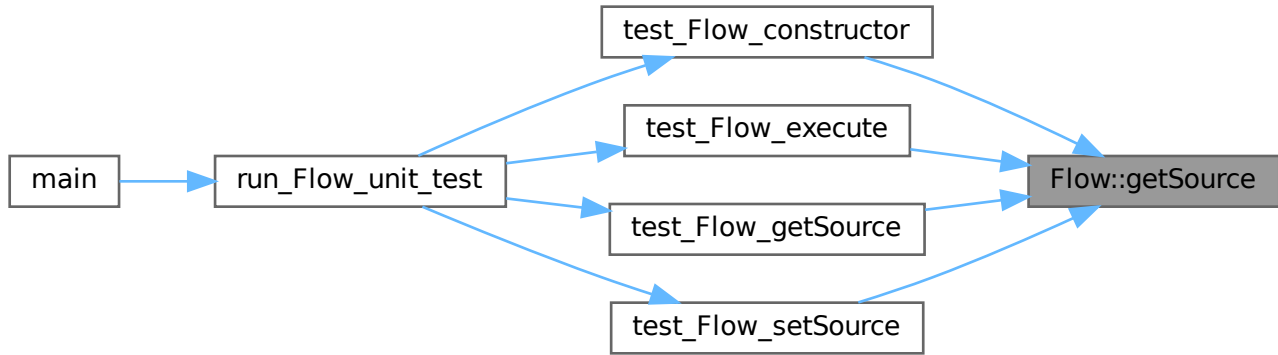 test_Flow_constructor
test_Flow_execute
main
run_Flow_unit_test
Flow::getSource
test_Flow_getSource
test_Flow_setSource